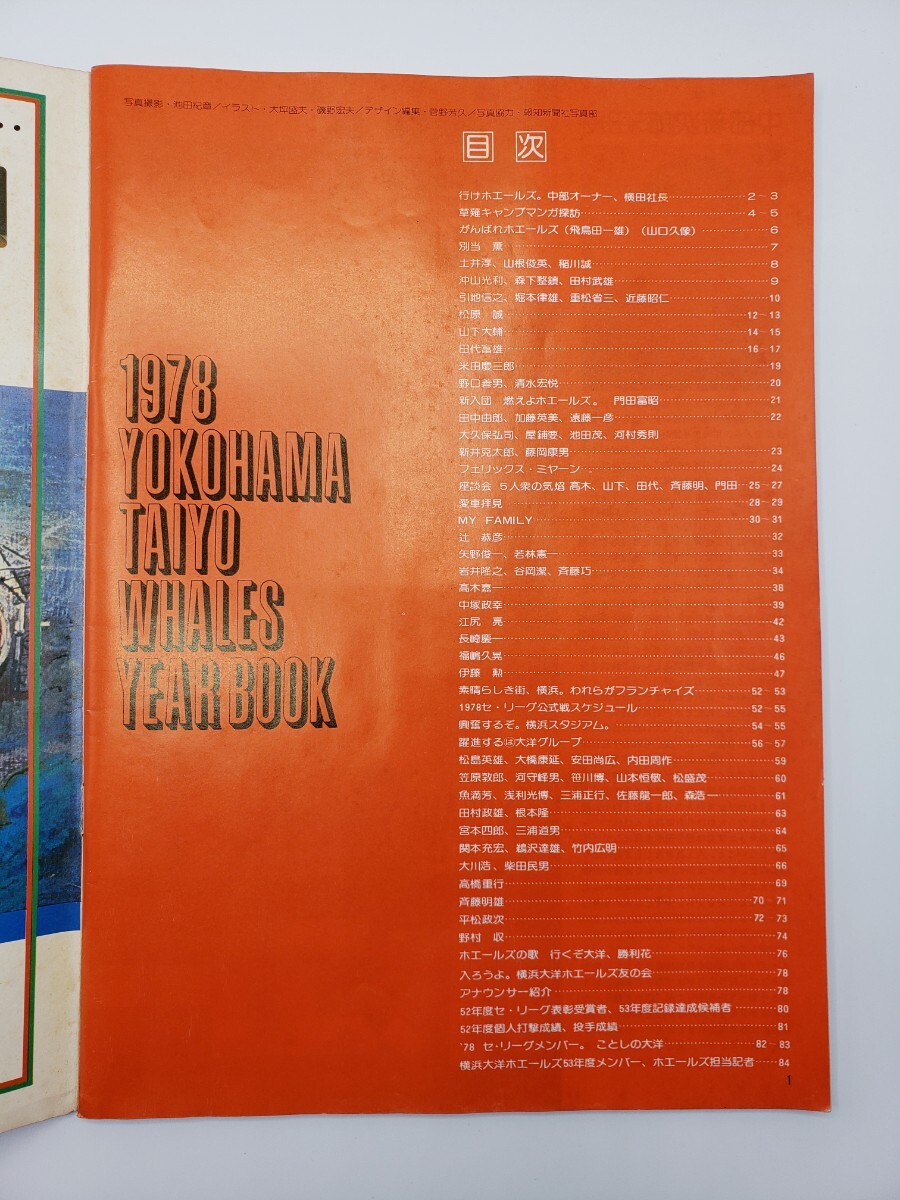 写真撮影・池田紀章/イラスト・大塚盛夫・磯野宏夫/デザイン編集・菅野芳久/写真協力・報知新聞社写真部
目次
行けホエールズ。中部オーナー、横田社長 2-3
草薙キャンプマンガ探訪 4-5
がんばれホエールズ(飛鳥田一雄)(山口久像) 6
別当 薫 7
土井淳、山根俊英、稲川誠 8
沖山光利、森下整鎮、田村武雄 9
引地信之、堀本律雄、重松省三、近藤昭仁 10
松原 誠 12-13
山下大輔 14-15
田代富雄 16-17
米田慶三郎 19
野口善男、清水宏悦 20
新入団 燃えよホエールズ。 門田富昭 21
田中由郎、加藤英美、遠藤一彦 22
大久保弘司、屋鋪要、池田茂、河村秀則
新井克太郎、藤岡康男 23
フェリックス・ミヤーン 24
座談会 5人衆の気焔 高木、山下、田代、斉藤明、門田 25-27
愛車拝見 28-29
MY FAMILY 30-31
辻 恭彦 32
矢野俊一、若林憲一 33
岩井隆之、谷岡潔、斉藤巧 34
高木嘉一 38
中塚政幸 39
江尻 亮 42
長崎慶一 43
福嶋久晃 46
伊藤 勲 47
素晴らしき街、横浜。われらがフランチャイズ 52-53
1978セ・リーグ公式戦スケジュール 52-55
興奮するぞ。横浜スタジアム。 54-55
躍進する㋩大洋グループ 56-57
松島英雄、大橋康延、安田尚広、内田周作 59
笠原敦郎、河守峰男、笹川博、山本恒敬、松盛茂 60
魚満芳、浅利光博、三浦正行、佐藤龍一郎、森浩一 61
田村政雄、根本隆 63
宮本四郎、三浦道男 64
関本充宏、鵜沢達雄、竹内広明 65
大川浩、柴田民男 66
高橋重行 69
斉藤明雄 70-71
平松政次 72-73
野村 収 74
ホエールズの歌 行くぞ大洋、勝利花 76
入ろうよ。横浜大洋ホエールズ友の会 78
アナウンサー紹介 78
52年度セ・リーグ表彰受賞者、53年度記録達成候補者 80
52年度個人打撃成績、投手成績 81
'78 セ・リーグメンバー。 ことしの大洋 82-83
横浜大洋ホエールズ53年度メンバー、ホエールズ担当記者 84
1978
YOKOHAMA
TAIYO
WHALES
YEAR BOOK
1